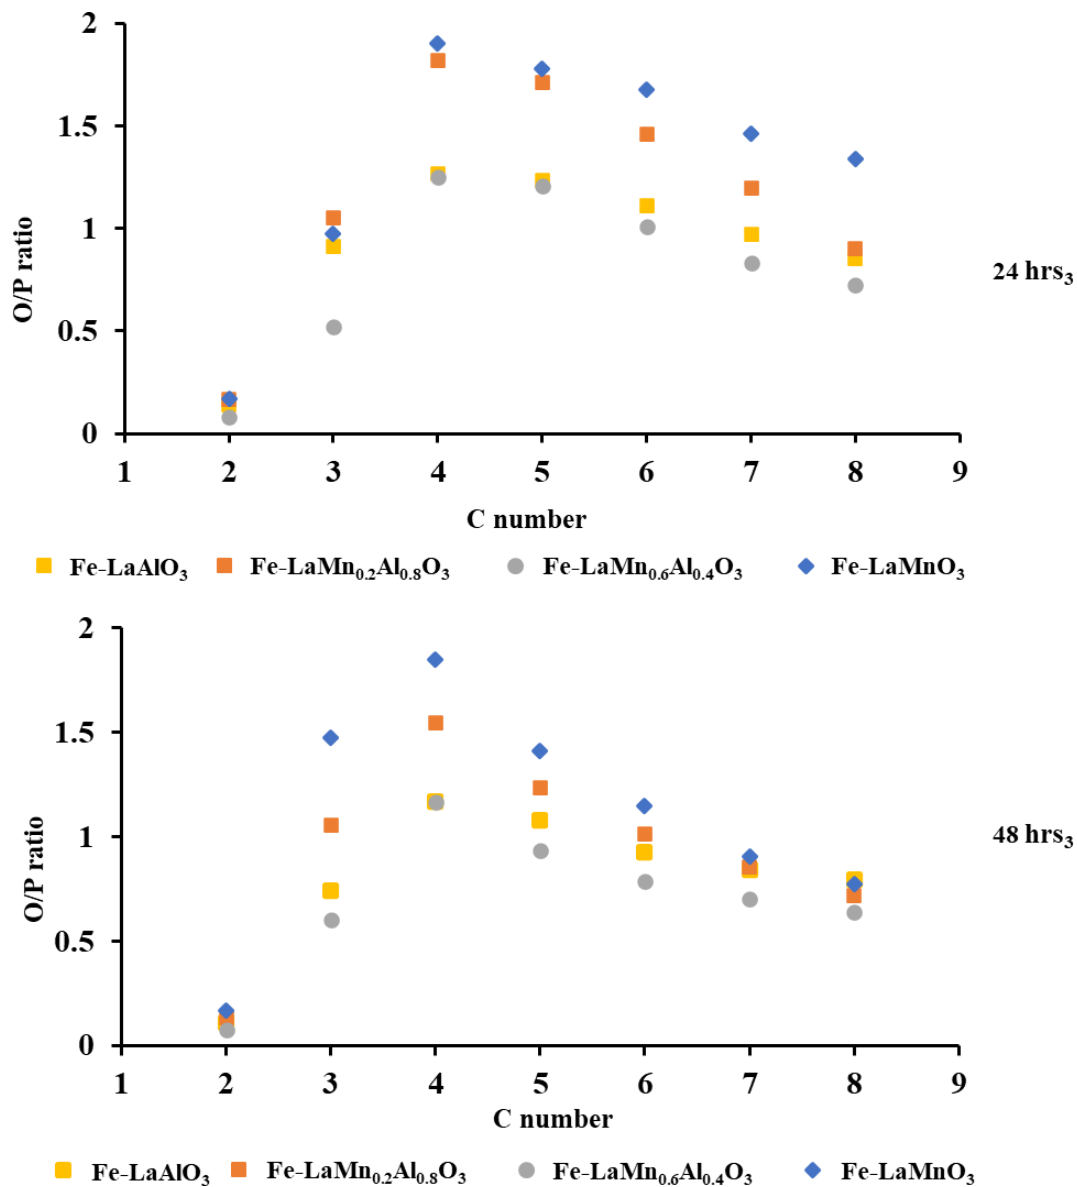 2
1.5
1
0.5
0
O/P ratio
24 hrs₃
1 2 3 4 5 6 7 8 9
C number
Fe-LaAlO₃ Fe-LaMn₀.₂Al₀.₈O₃ Fe-LaMn₀.₆Al₀.₄O₃ Fe-LaMnO₃
2
1.5
1
0.5
0
O/P ratio
48 hrs₃
1 2 3 4 5 6 7 8 9
C number
Fe-LaAlO₃ Fe-LaMn₀.₂Al₀.₈O₃ Fe-LaMn₀.₆Al₀.₄O₃ Fe-LaMnO₃